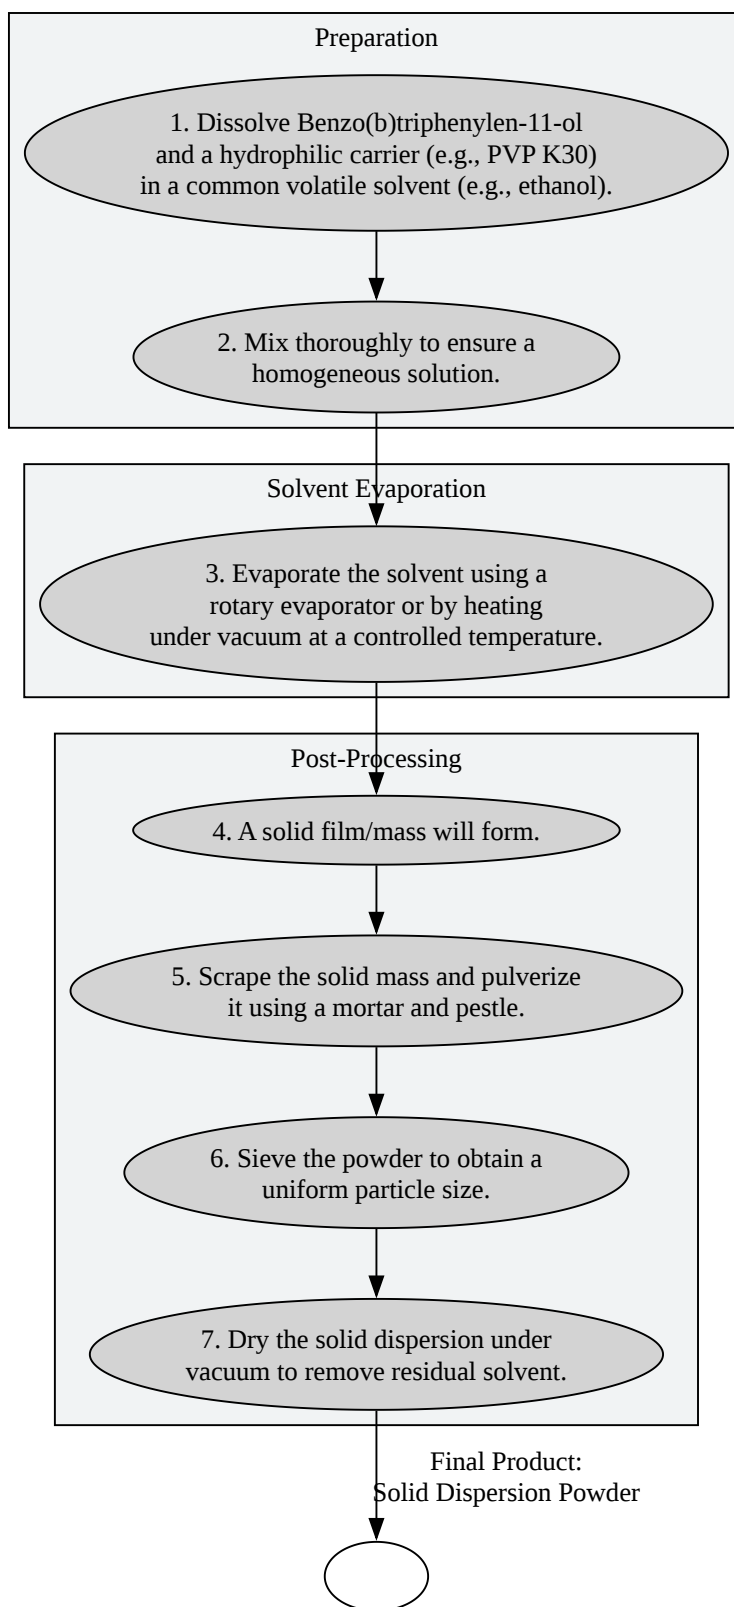 Preparation
1. Dissolve Benzo(b)triphenylen-11-ol
and a hydrophilic carrier (e.g., PVP K30)
in a common volatile solvent (e.g., ethanol).
2. Mix thoroughly to ensure a
homogeneous solution.
Solvent Evaporation
3. Evaporate the solvent using a
rotary evaporator or by heating
under vacuum at a controlled temperature.
Post-Processing
4. A solid film/mass will form.
5. Scrape the solid mass and pulverize
it using a mortar and pestle.
6. Sieve the powder to obtain a
uniform particle size.
7. Dry the solid dispersion under
vacuum to remove residual solvent.
Final Product:
Solid Dispersion Powder